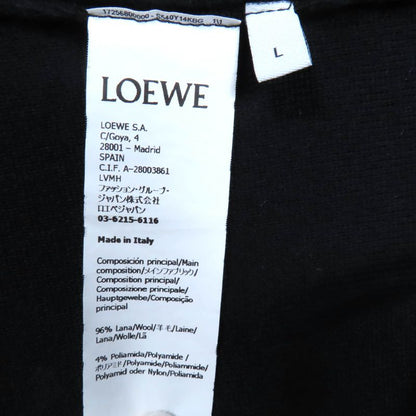 L
LOEWE
LOEWE S.A.
C/Goya, 4
28001 - Madrid
SPAIN
C.I.F. A-28003861
LVMH
ファッション・グループ・
ジャパン株式会社
ロエベジャパン
03-6215-6116
Made in Italy
Composición principal/Main
composition/メインファブリック/
Composition principal/
Composizione principale/
Hauptgewebe/Composição
principal
96% Lana/Wool/羊毛/Laine/
Lana/Wolle/Lã
4% Poliamida/Polyamide/
ポリアミド/Polyamide/Poliammide/
Polyamid oder Nylon/Poliamida